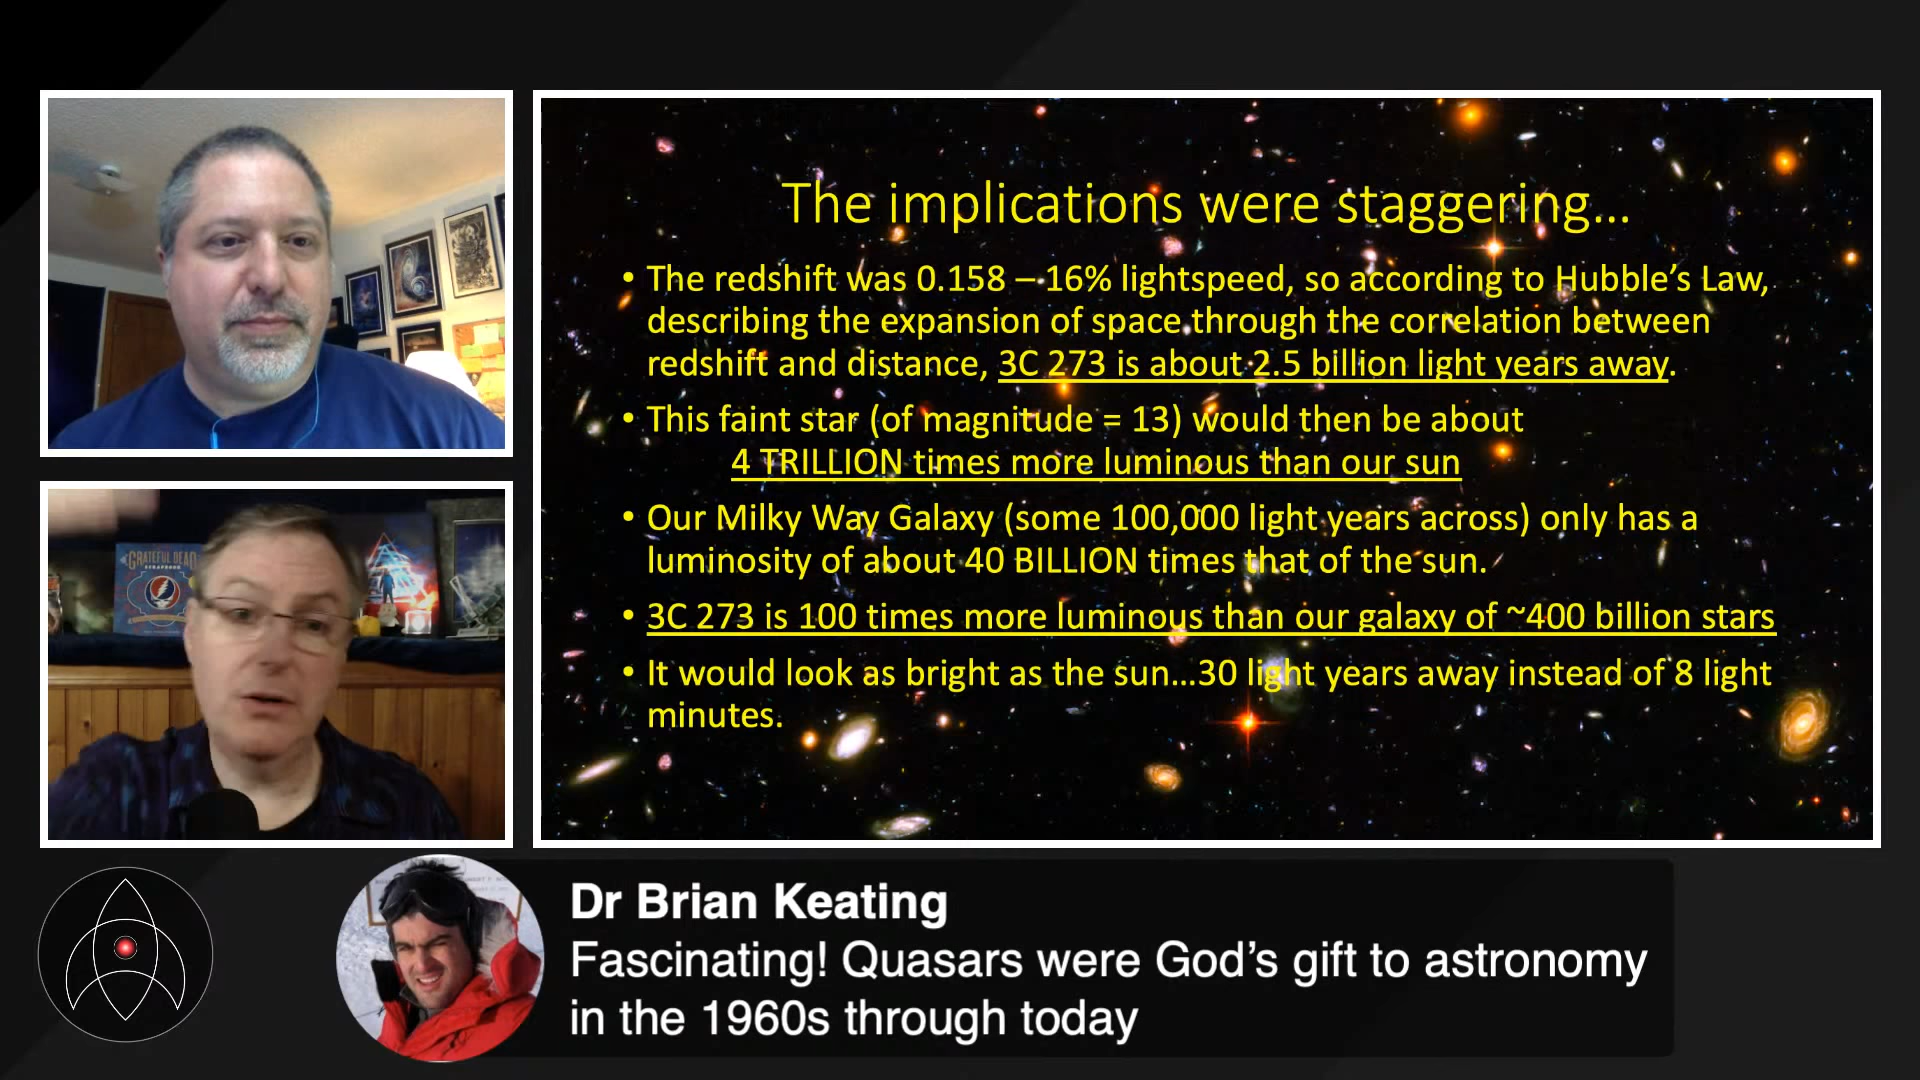 The implications were staggering...
• The redshift was 0.158 – 16% lightspeed, so according to Hubble's Law,
describing the expansion of space through the correlation between
redshift and distance, 3C 273 is about 2.5 billion light years away.
• This faint star (of magnitude = 13) would then be about
4 TRILLION times more luminous than our sun
• Our Milky Way Galaxy (some 100,000 light years across) only has a
luminosity of about 40 BILLION times that of the sun.
• 3C 273 is 100 times more luminous than our galaxy of ~400 billion stars
• It would look as bright as the sun...30 light years away instead of 8 light
minutes.
GRATEFUL DEAD
SCRAPBOOK
Dr Brian Keating
Fascinating! Quasars were God's gift to astronomy
in the 1960s through today